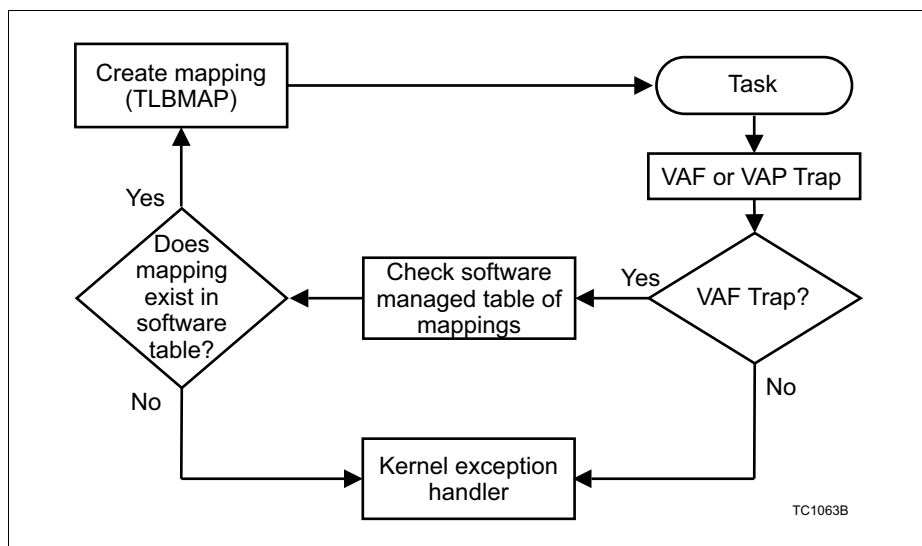 Create mapping
(TLBMAP)
Task
Yes
VAF or VAP Trap
Does
mapping
exist in
software
table?
Check software
managed table of
mappings
Yes
VAF Trap?
No
No
Kernel exception
handler
TC1063B